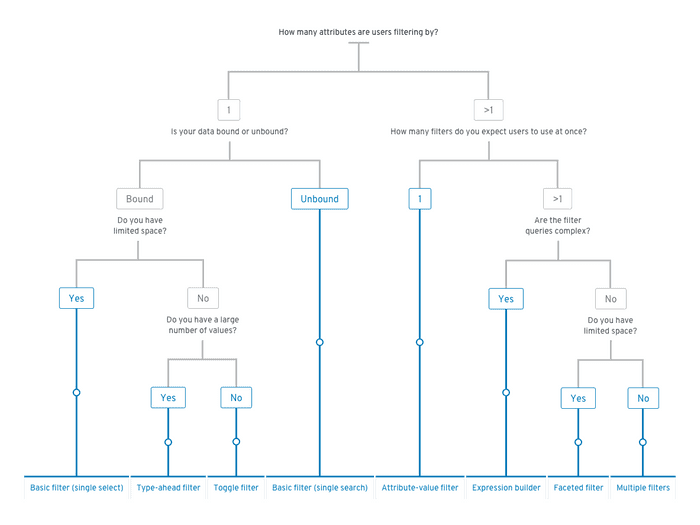 How many attributes are users filtering by?
1
>1
Is your data bound or unbound?
How many filters do you expect users to use at once?
Bound
Unbound
1
>1
Do you have
limited space?
Are the filter
queries complex?
Yes
No
Yes
No
Do you have a large
number of values?
Do you have
limited space?
Yes
No
Yes
No
Basic filter (single select)
Type-ahead filter
Toggle filter
Basic filter (single search)
Attribute-value filter
Expression builder
Faceted filter
Multiple filters